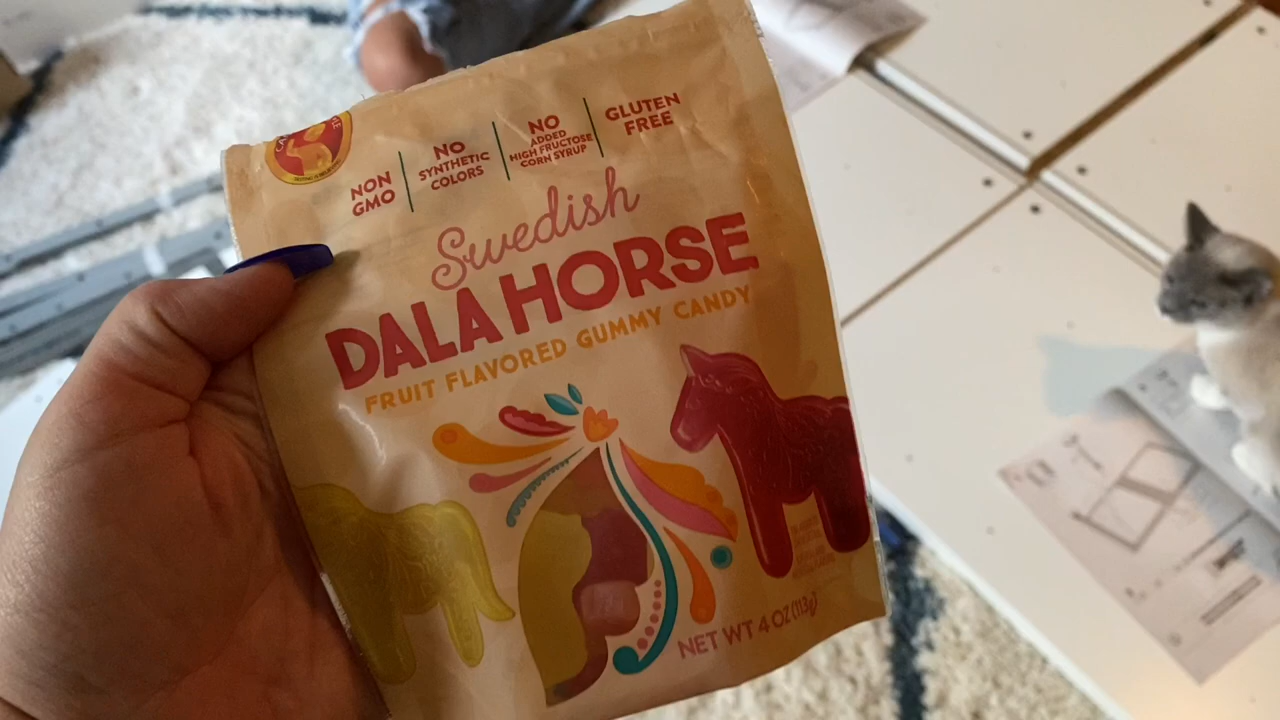 NON
GMO
NO
SYNTHETIC
COLORS
NO
ADDED
HIGH FRUCTOSE
CORN SYRUP
GLUTEN
FREE
Swedish
DALA HORSE
FRUIT FLAVORED GUMMY CANDY
NET WT 4 OZ (113g)